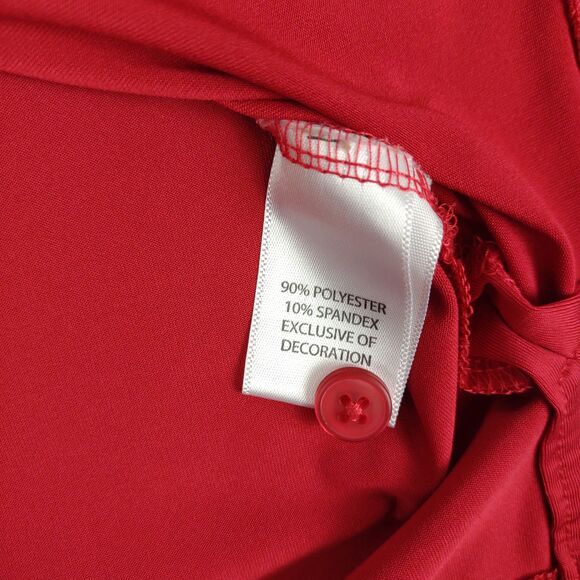 90% POLYESTER
10% SPANDEX
EXCLUSIVE OF
DECORATION